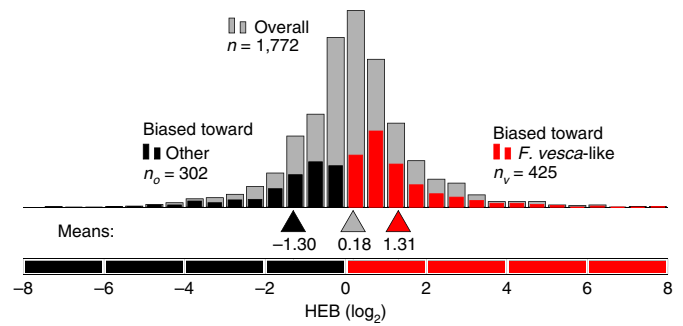 Overall
n = 1,772
Biased toward
Other
nₒ = 302
Biased toward
F. vesca-like
nᵥ = 425
Means:
−1.30
0.18
1.31
−8 −6 −4 −2 0 2 4 6 8
HEB (log₂)